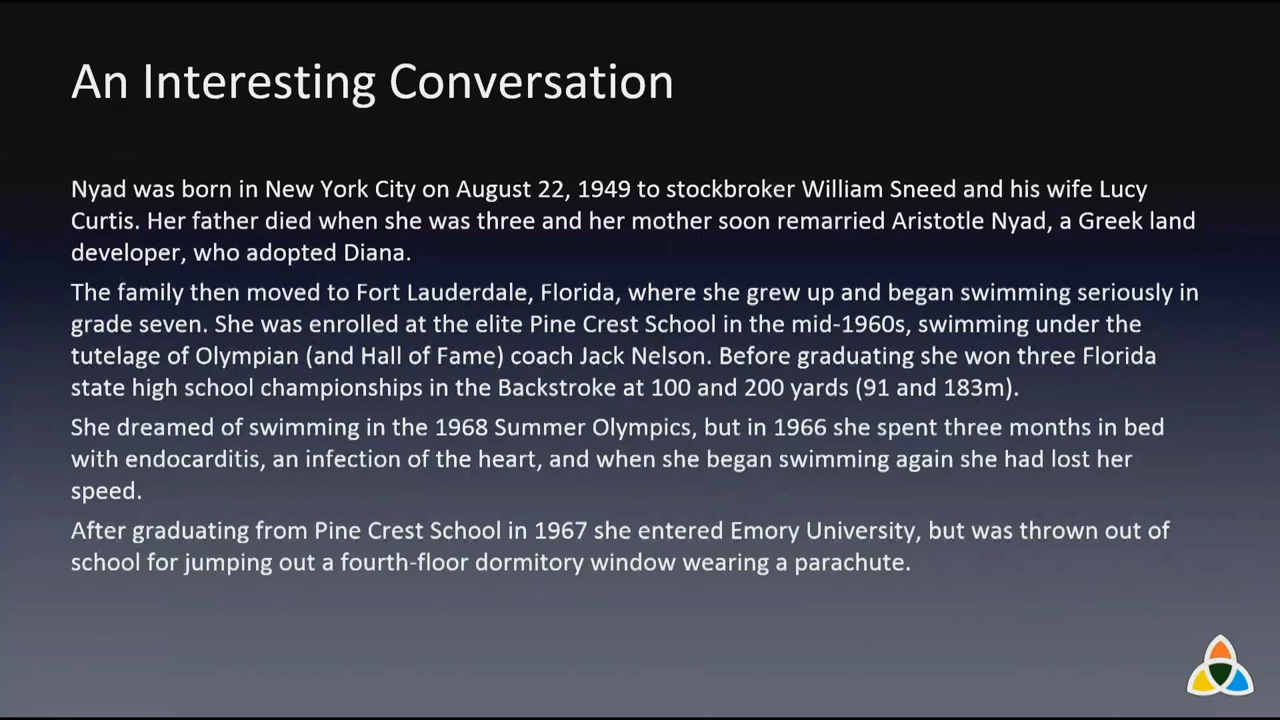 An Interesting Conversation
Nyad was born in New York City on August 22, 1949 to stockbroker William Sneed and his wife Lucy
Curtis. Her father died when she was three and her mother soon remarried Aristotle Nyad, a Greek land
developer, who adopted Diana.
The family then moved to Fort Lauderdale, Florida, where she grew up and began swimming seriously in
grade seven. She was enrolled at the elite Pine Crest School in the mid-1960s, swimming under the
tutelage of Olympian (and Hall of Fame) coach Jack Nelson. Before graduating she won three Florida
state high school championships in the Backstroke at 100 and 200 yards (91 and 183m).
She dreamed of swimming in the 1968 Summer Olympics, but in 1966 she spent three months in bed
with endocarditis, an infection of the heart, and when she began swimming again she had lost her
speed.
After graduating from Pine Crest School in 1967 she entered Emory University, but was thrown out of
school for jumping out a fourth-floor dormitory window wearing a parachute.